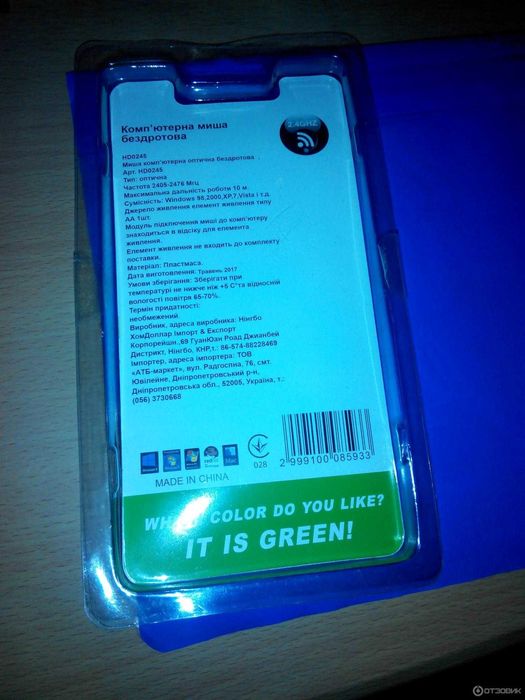 Комп'ютерна миша
бездротова
2.4GHZ
HD0245
Миша комп'ютерна оптична бездротова
Арт. HD0245
Тип: оптична
Частота 2405-2476 Мгц
Максимальна дальність роботи 10 м
Сумісність: Windows 98,2000,XP,7,Vista і т.д.
Джерело живлення елемент живлення типу
АА 1шт.
Модуль підключення миші до комп'ютеру
знаходиться в відсіку для елемента
живлення.
Елемент живлення не входить до комплекту
поставки.
Матеріал: Пластмаса.
Дата виготовлення: Травень 2017
Умови зберігання: Зберігати при
температурі не нижче ніж +5 С°та відносній
вологості повітря 65-70%.
Термін придатності:
необмежений.
Виробник, адреса виробника: Нінгбо
ХомДоллар Імпорт & Експорт
Корпорейшн ,69 ГуанЮан Роад Джианбей
Дистрикт, Нінгбо, КНР,т.: 86-574-88228469
Імпортер, адреса імпортера: ТОВ
«АТБ-маркет», вул. Радгоспна, 76, смт.
Ювілейне, Дніпропетровський р-н,
Дніпропетровська обл., 52005, Україна, т.:
(056) 3730668
Mac
028
2 999100 085933
MADE IN CHINA
COLOR DO YOU LIKE?
IT IS GREEN!
ОТЗОВИК